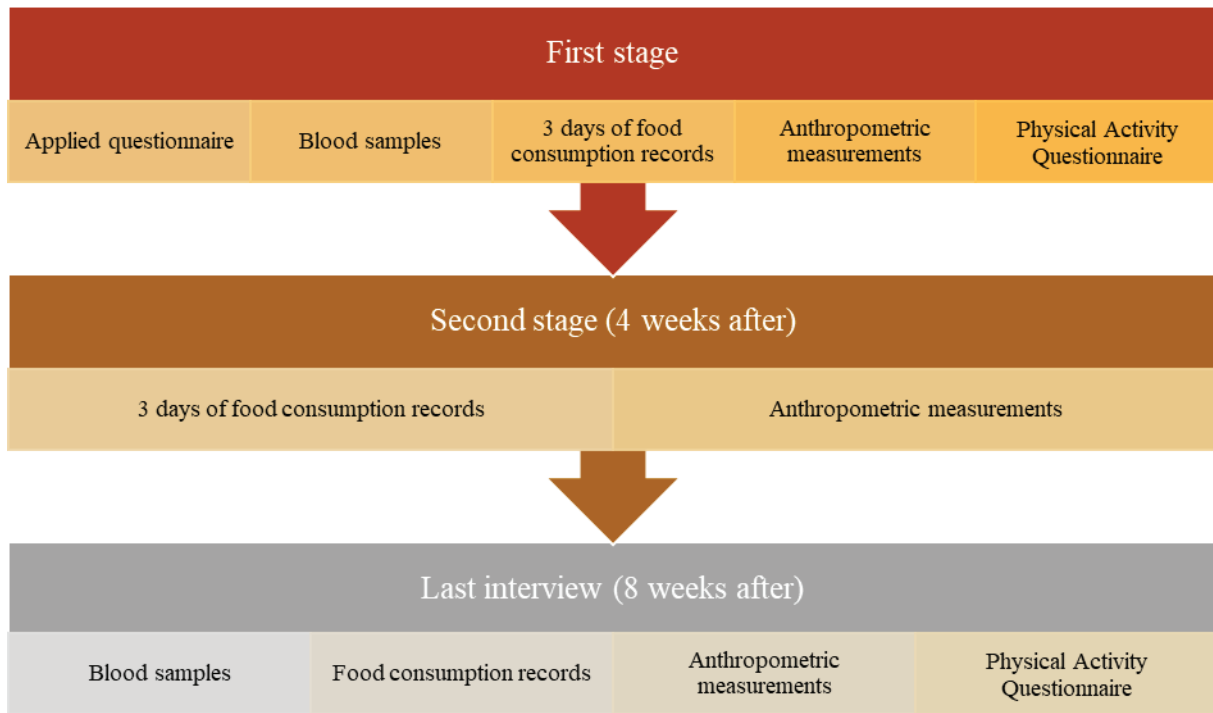 First stage
Applied questionnaire
Blood samples
3 days of food
consumption records
Anthropometric
measurements
Physical Activity
Questionnaire
Second stage (4 weeks after)
3 days of food consumption records
Anthropometric measurements
Last interview (8 weeks after)
Blood samples
Food consumption records
Anthropometric
measurements
Physical Activity
Questionnaire